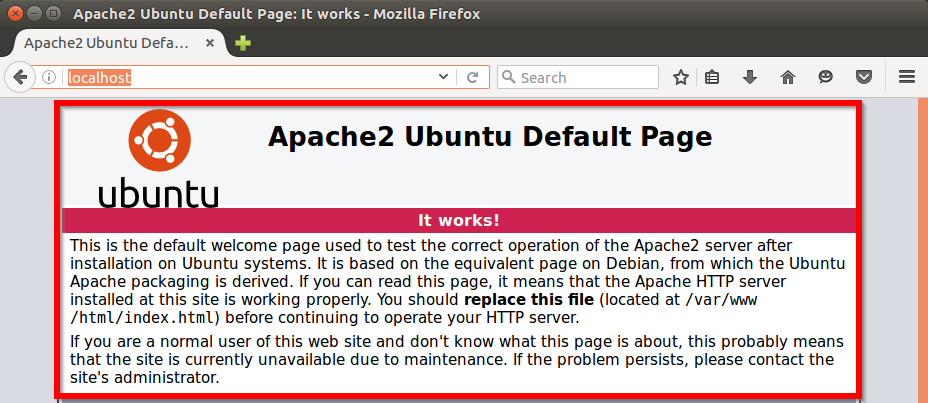 Apache2 Ubuntu Default Page: It works - Mozilla Firefox
Apache2 Ubuntu Defa...
localhost
Search
ubuntu
Apache2 Ubuntu Default Page
It works!
This is the default welcome page used to test the correct operation of the Apache2 server after
installation on Ubuntu systems. It is based on the equivalent page on Debian, from which the Ubuntu
Apache packaging is derived. If you can read this page, it means that the Apache HTTP server
installed at this site is working properly. You should replace this file (located at /var/www
/html/index.html) before continuing to operate your HTTP server.
If you are a normal user of this web site and don't know what this page is about, this probably means
that the site is currently unavailable due to maintenance. If the problem persists, please contact the
site's administrator.